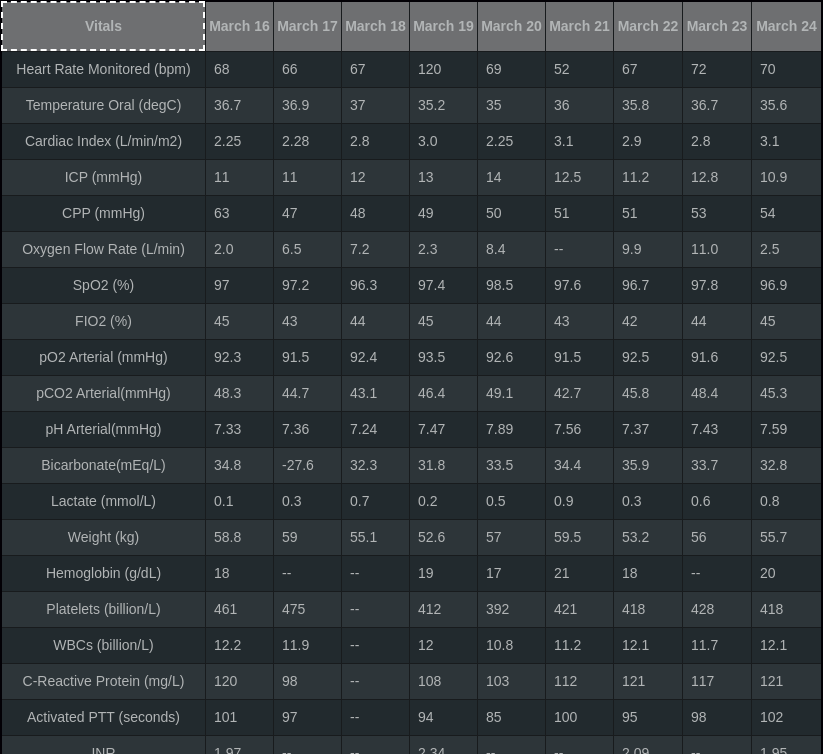 Vitals March 16 March 17 March 18 March 19 March 20 March 21 March 22 March 23 March 24
Heart Rate Monitored (bpm) 68 66 67 120 69 52 67 72 70
Temperature Oral (degC) 36.7 36.9 37 35.2 35 36 35.8 36.7 35.6
Cardiac Index (L/min/m2) 2.25 2.28 2.8 3.0 2.25 3.1 2.9 2.8 3.1
ICP (mmHg) 11 11 12 13 14 12.5 11.2 12.8 10.9
CPP (mmHg) 63 47 48 49 50 51 51 53 54
Oxygen Flow Rate (L/min) 2.0 6.5 7.2 2.3 8.4 -- 9.9 11.0 2.5
SpO2 (%) 97 97.2 96.3 97.4 98.5 97.6 96.7 97.8 96.9
FIO2 (%) 45 43 44 45 44 43 42 44 45
pO2 Arterial (mmHg) 92.3 91.5 92.4 93.5 92.6 91.5 92.5 91.6 92.5
pCO2 Arterial(mmHg) 48.3 44.7 43.1 46.4 49.1 42.7 45.8 48.4 45.3
pH Arterial(mmHg) 7.33 7.36 7.24 7.47 7.89 7.56 7.37 7.43 7.59
Bicarbonate(mEq/L) 34.8 -27.6 32.3 31.8 33.5 34.4 35.9 33.7 32.8
Lactate (mmol/L) 0.1 0.3 0.7 0.2 0.5 0.9 0.3 0.6 0.8
Weight (kg) 58.8 59 55.1 52.6 57 59.5 53.2 56 55.7
Hemoglobin (g/dL) 18 -- -- 19 17 21 18 -- 20
Platelets (billion/L) 461 475 -- 412 392 421 418 428 418
WBCs (billion/L) 12.2 11.9 -- 12 10.8 11.2 12.1 11.7 12.1
C-Reactive Protein (mg/L) 120 98 -- 108 103 112 121 117 121
Activated PTT (seconds) 101 97 -- 94 85 100 95 98 102
INR 1.97 -- -- 2.34 -- -- 2.09 -- 1.95